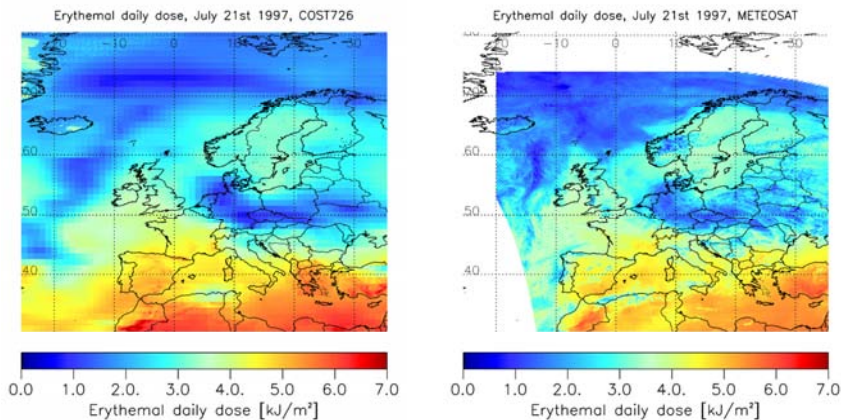 Erythemal daily dose, July 21st 1997, COST726
-10 0 10 20 30
70
60
50
40
0.0 1.0 2.0. 3.0 4.0 5.0 6.0 7.0
Erythemal daily dose [kJ/m²]
Erythemal daily dose, July 21st 1997, METEOSAT
-10 0 30
70
60
50
40
0.0 1.0 2.0. 3.0 4.0. 5.0 6.0 7.0
Erythemal daily dose [kJ/m²]